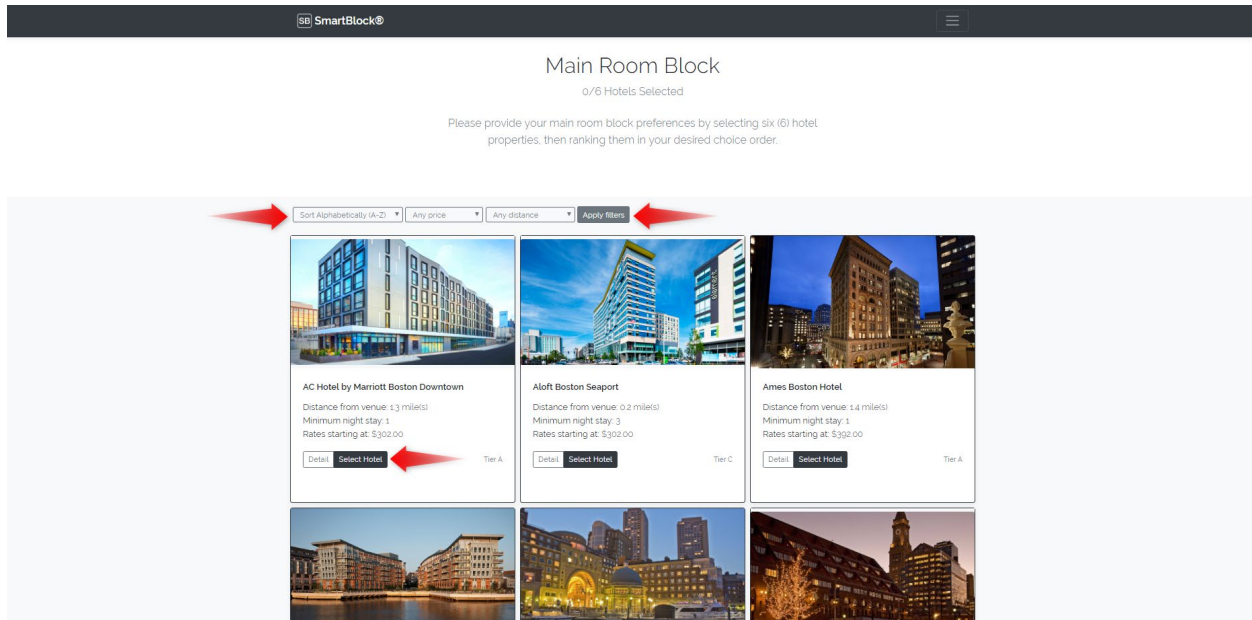 SB SmartBlock®
Main Room Block
0/6 Hotels Selected
Please provide your main room block preferences by selecting six (6) hotel
properties, then ranking them in your desired choice order.
Sort Alphabetically (A-Z) Any price Any distance Apply filters
element
AC Hotel by Marriott Boston Downtown
Distance from venue: 1.3 mile(s)
Minimum night stay: 1
Rates starting at: $302.00
Detail Select Hotel Tier A
Aloft Boston Seaport
Distance from venue: 0.2 mile(s)
Minimum night stay: 3
Rates starting at: $302.00
Detail Select Hotel Tier C
Ames Boston Hotel
Distance from venue: 1.4 mile(s)
Minimum night stay: 1
Rates starting at: $392.00
Detail Select Hotel Tier A